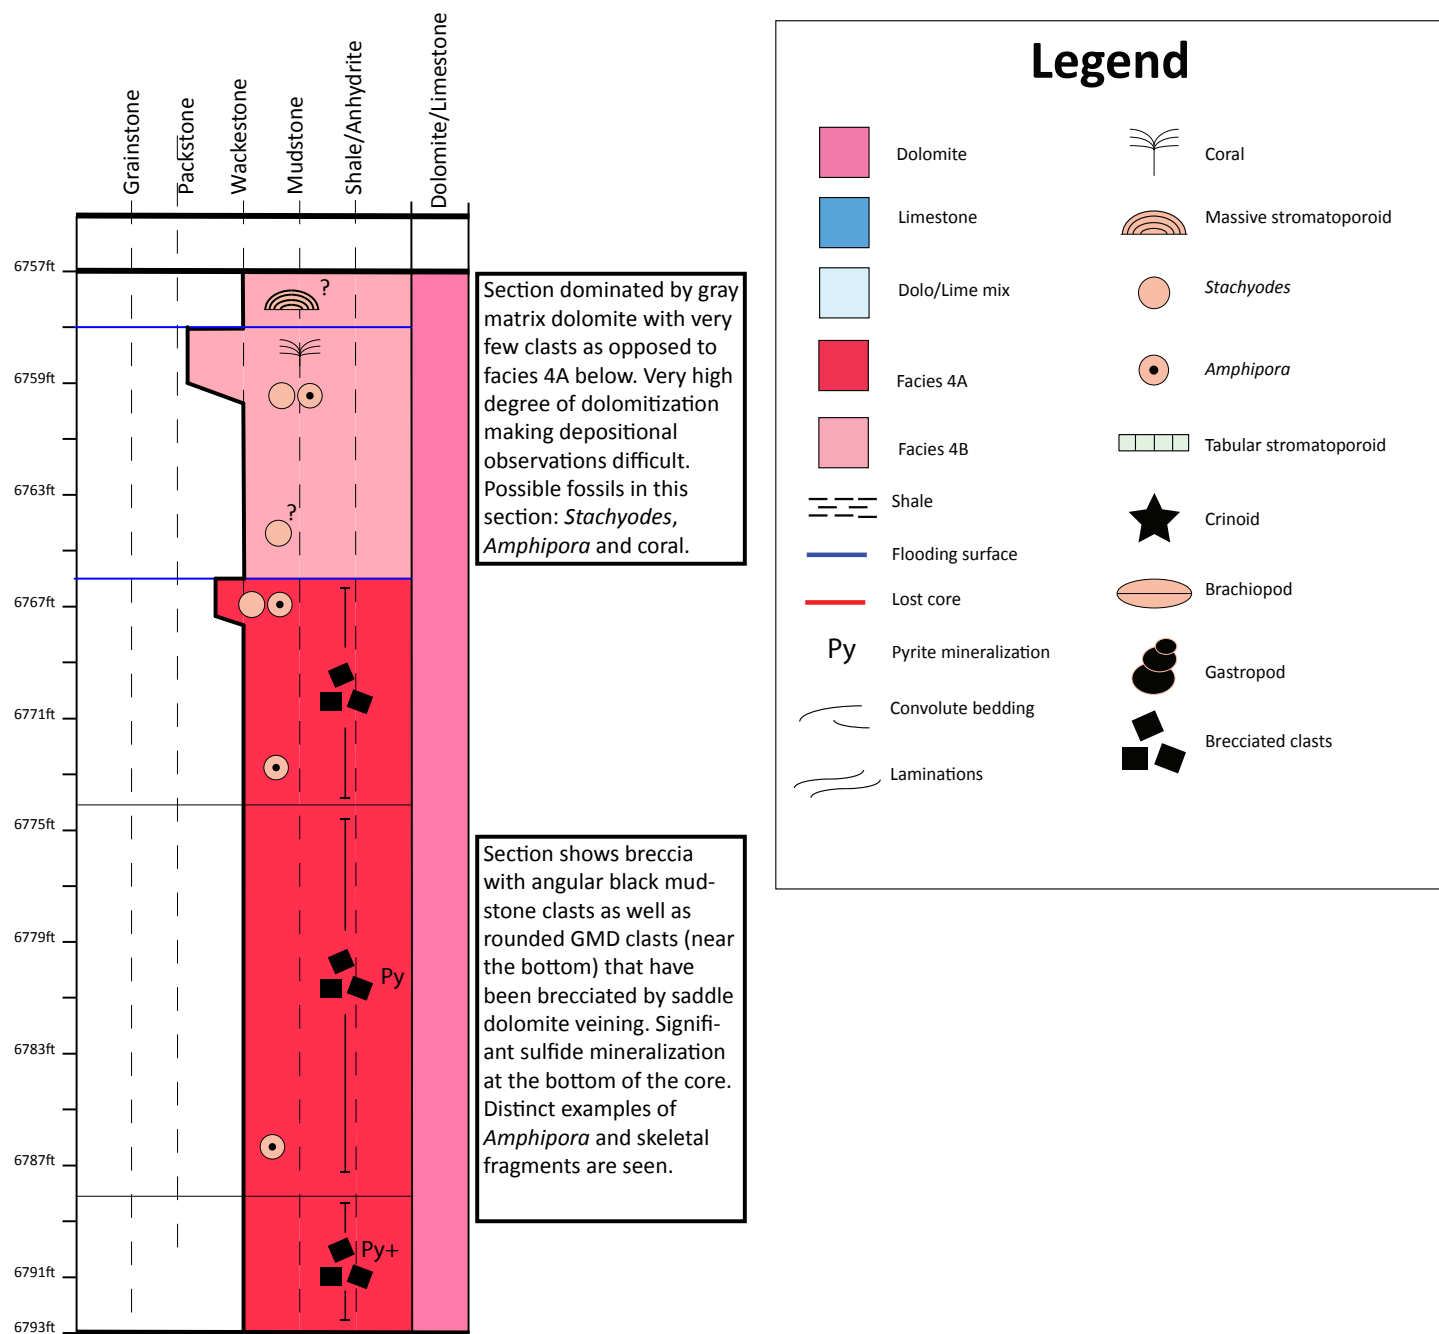 Grainstone
Packstone
Wackestone
Mudstone
Shale/Anhydrite
Dolomite/Limestone
6757ft
6759ft
6763ft
6767ft
6771ft
6775ft
6779ft
6783ft
6787ft
6791ft
6793ft
?
?
Py
Py+
Section dominated by gray
matrix dolomite with very
few clasts as opposed to
facies 4A below. Very high
degree of dolomitization
making depositional
observations difficult.
Possible fossils in this
section: Stachyodes,
Amphipora and coral.
Section shows breccia
with angular black mud-
stone clasts as well as
rounded GMD clasts (near
the bottom) that have
been brecciated by saddle
dolomite veining. Signifi-
ant sulfide mineralization
at the bottom of the core.
Distinct examples of
Amphipora and skeletal
fragments are seen.
Legend
Dolomite
Limestone
Dolo/Lime mix
Facies 4A
Facies 4B
Shale
Flooding surface
Lost core
Py Pyrite mineralization
Convolute bedding
Laminations
Coral
Massive stromatoporoid
Stachyodes
Amphipora
Tabular stromatoporoid
Crinoid
Brachiopod
Gastropod
Brecciated clasts